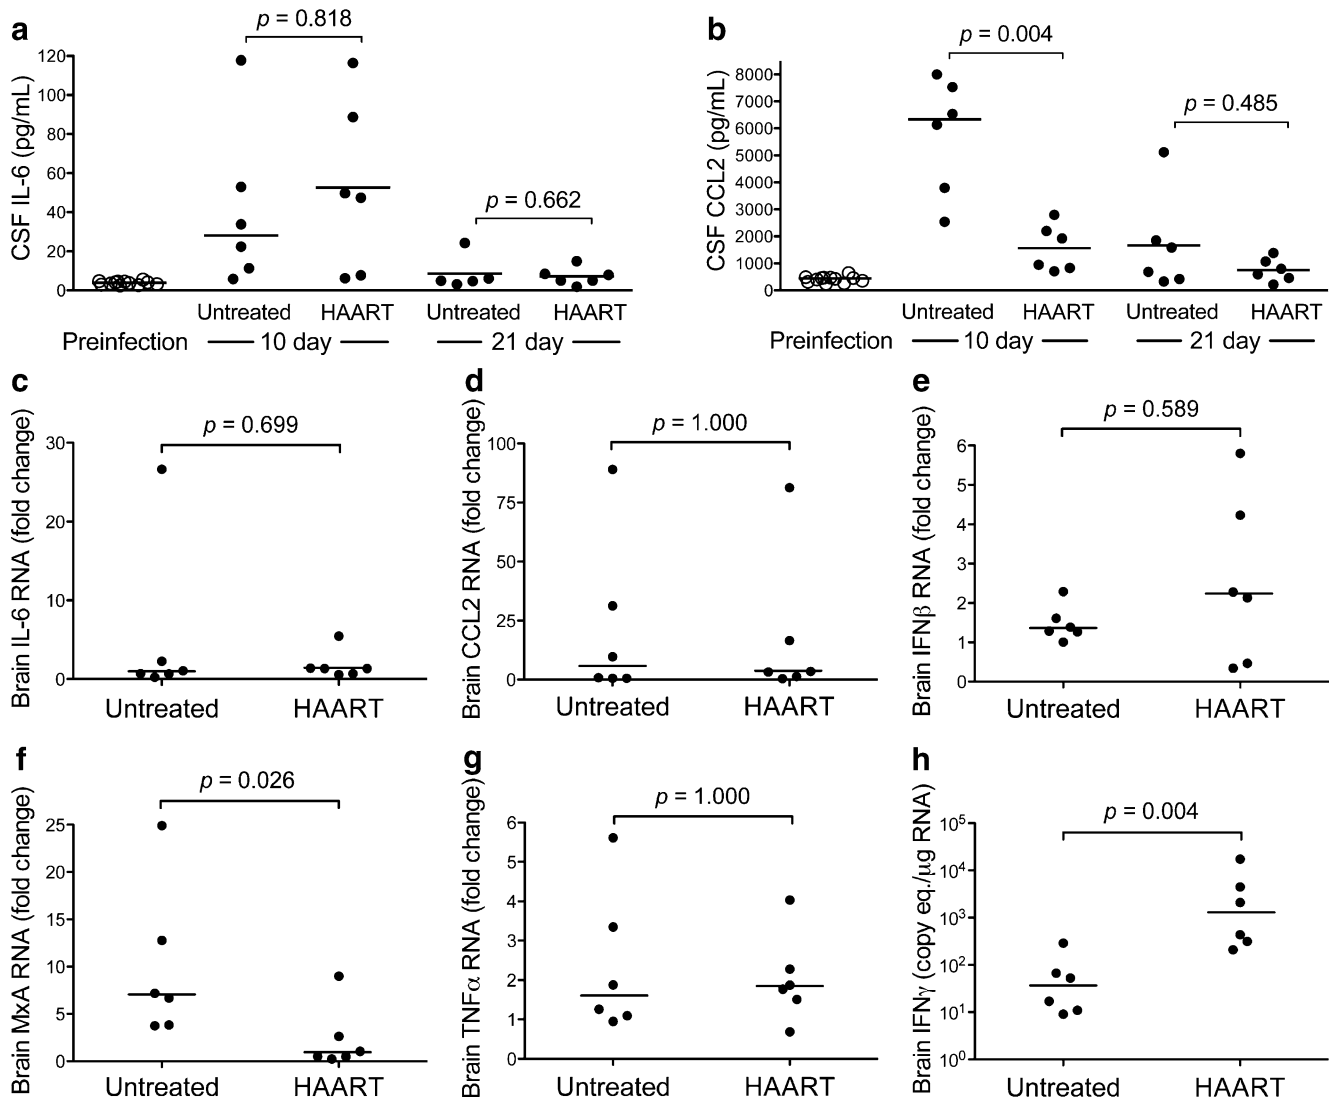 a
p = 0.818
CSF IL-6 (pg/mL)
120
100
80
60
40
20
0
p = 0.662
Untreated HAART Untreated HAART
Preinfection 10 day 21 day
b
p = 0.004
CSF CCL2 (pg/mL)
8000
7000
6000
5000
4000
3000
2000
1000
0
p = 0.485
Untreated HAART Untreated HAART
Preinfection 10 day 21 day
c
p = 0.699
Brain IL-6 RNA (fold change)
30
20
10
0
Untreated HAART
d
p = 1.000
Brain CCL2 RNA (fold change)
100
75
50
25
0
Untreated HAART
e
p = 0.589
Brain IFNβ RNA (fold change)
6
5
4
3
2
1
0
Untreated HAART
f
p = 0.026
Brain MxA RNA (fold change)
25
20
15
10
5
0
Untreated HAART
g
p = 1.000
Brain TNFα RNA (fold change)
6
5
4
3
2
1
0
Untreated HAART
h
p = 0.004
Brain IFNγ (copy eq./μg RNA)
10⁵
10⁴
10³
10²
10¹
10⁰
Untreated HAART